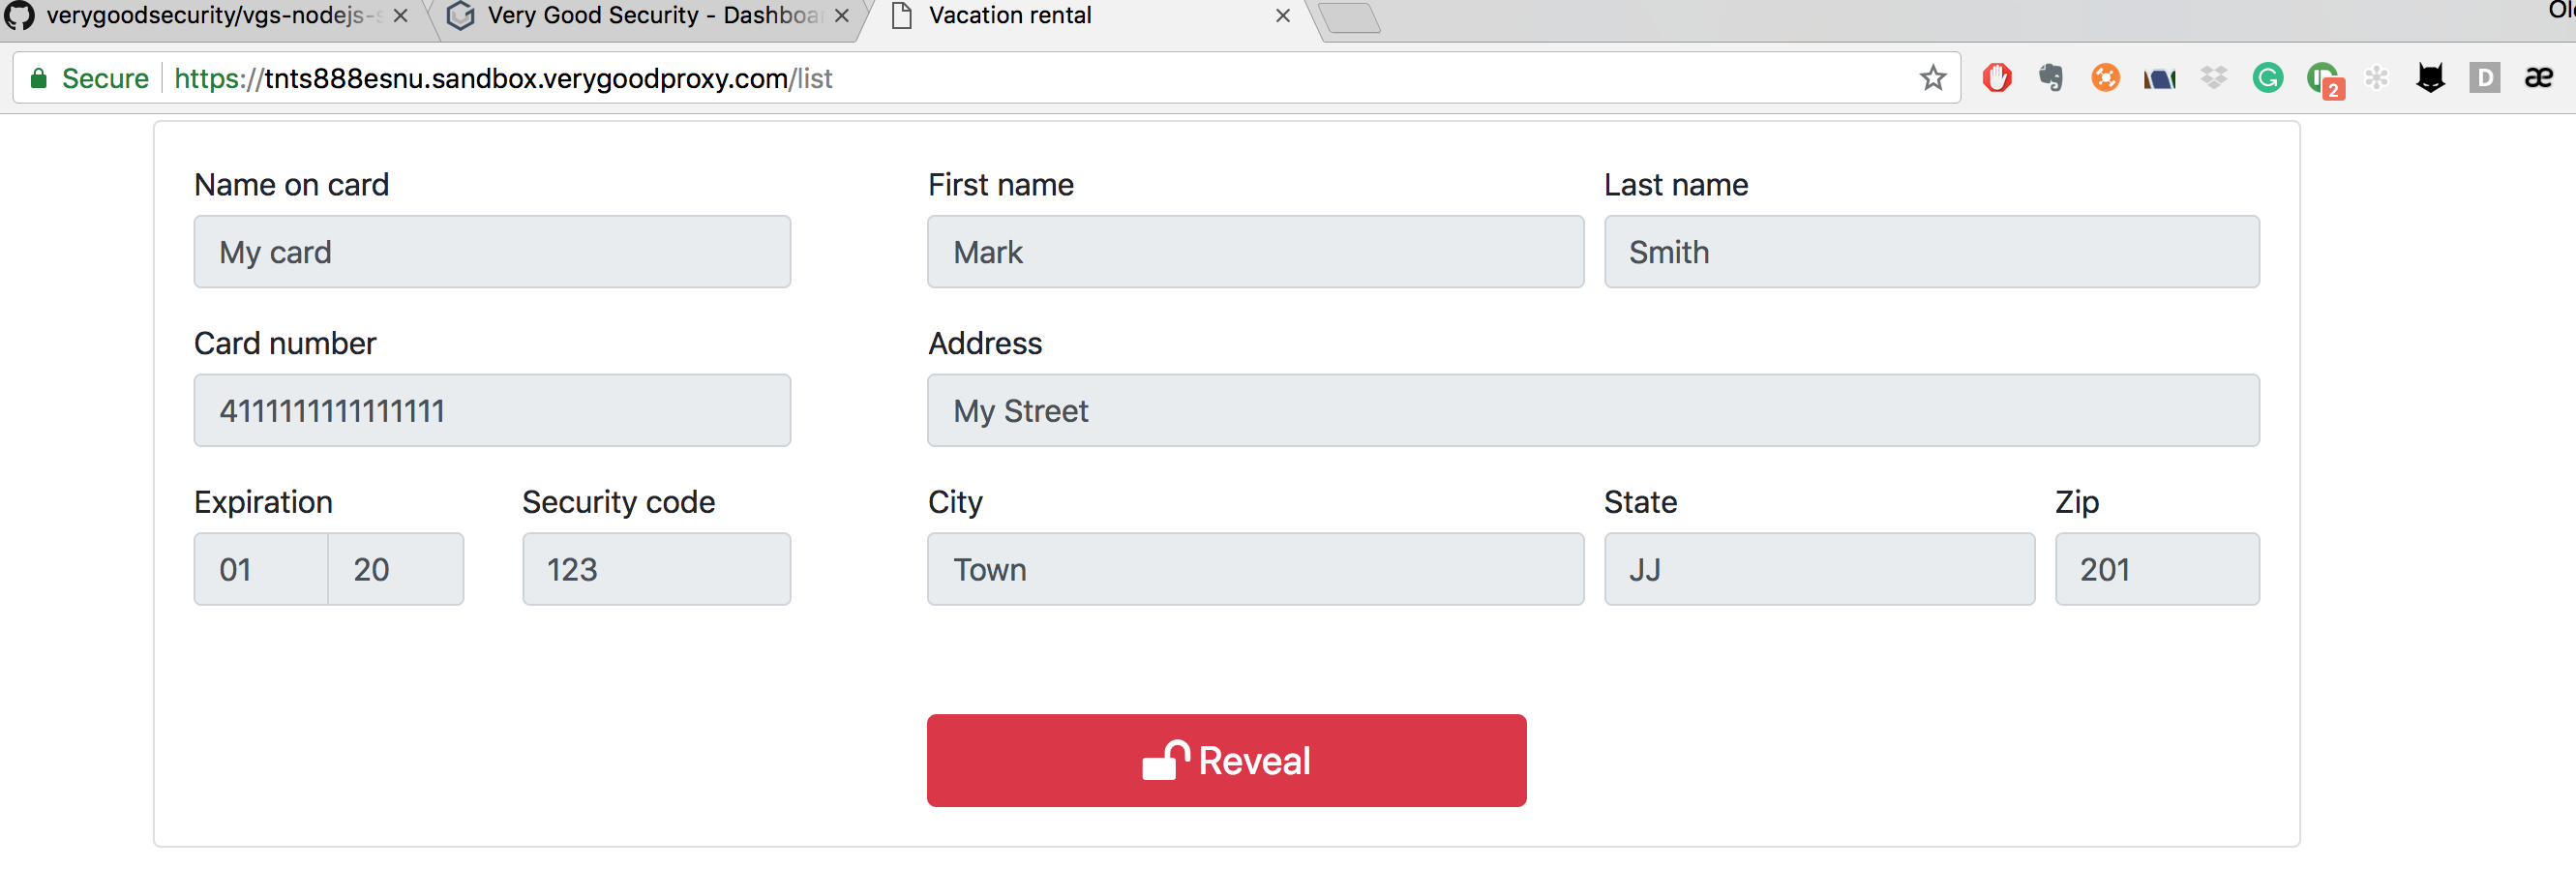 verygoodsecurity/vgs-nodejs-s
Very Good Security - Dashboar
Vacation rental
Secure https://tnts888esnu.sandbox.verygoodproxy.com/list
2
D
æ
Name on card First name Last name
My card Mark Smith
Card number Address
4111111111111111 My Street
Expiration Security code City State Zip
01 20 123 Town JJ 201
Reveal